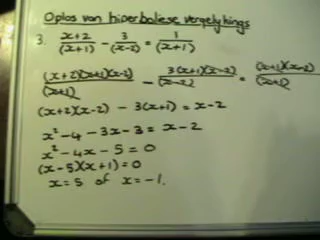 Oplos van hiperboliese vergelykings
3. (x+2)/(x+1) - 3/(x-2) = 1/(x+1)
(x+2)(x+1)(x-2)/(x+1) - 3(x+1)(x-2)/(x-2) = (x+1)(x-2)/(x+1)
(x+2)(x-2) - 3(x+1) = x-2
x² - 4 - 3x - 3 = x - 2
x² - 4x - 5 = 0
(x-5)(x+1) = 0
x = 5 of x = -1.